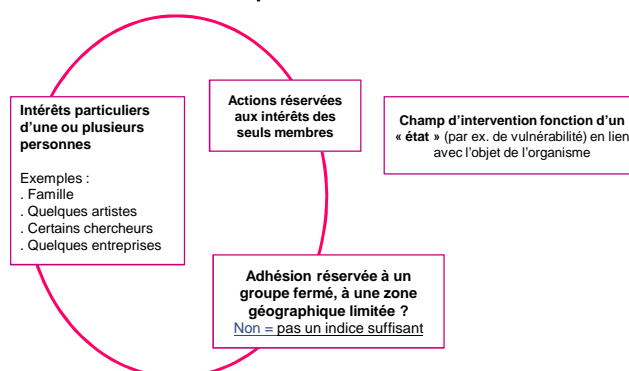 Intérêts particuliers
d'une ou plusieurs
personnes
Exemples :
. Famille
. Quelques artistes
. Certains chercheurs
. Quelques entreprises
Actions réservées
aux intérêts des
seuls membres
Champ d'intervention fonction d'un
« état » (par ex. de vulnérabilité) en lien
avec l'objet de l'organisme
Adhésion réservée à un
groupe fermé, à une zone
géographique limitée ?
Non = pas un indice suffisant